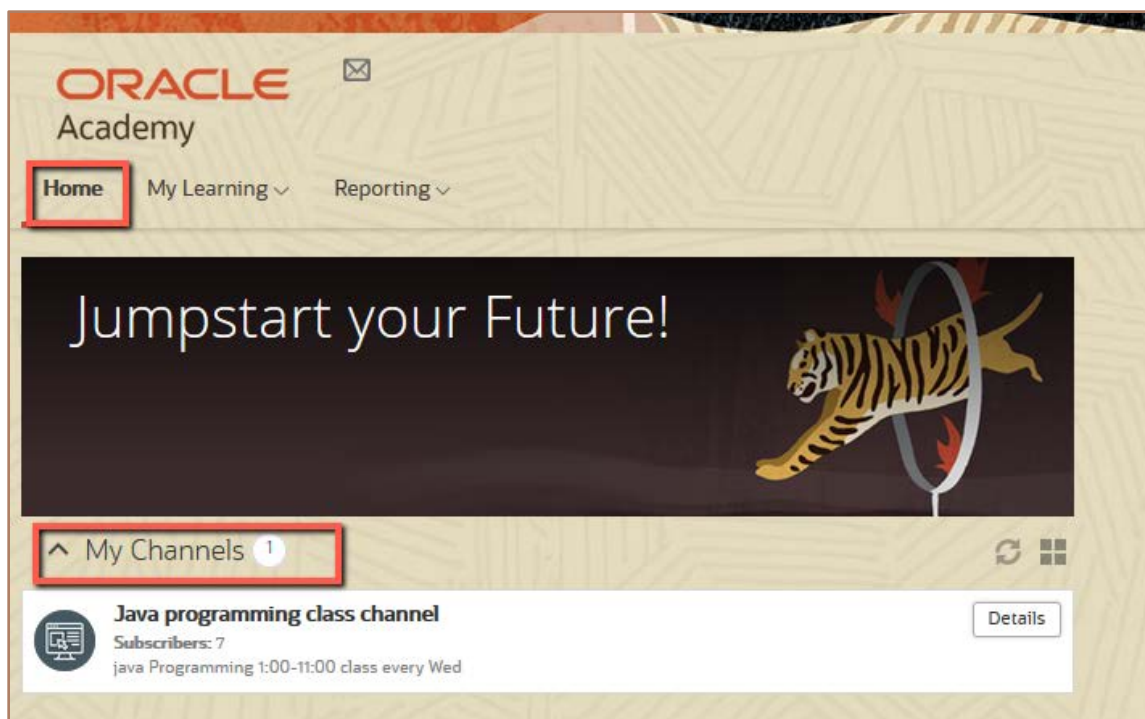 ORACLE
Academy
Home My Learning Reporting
Jumpstart your Future!
My Channels 1
Java programming class channel
Details
Subscribers: 7
java Programming 1:00-11:00 class every Wed